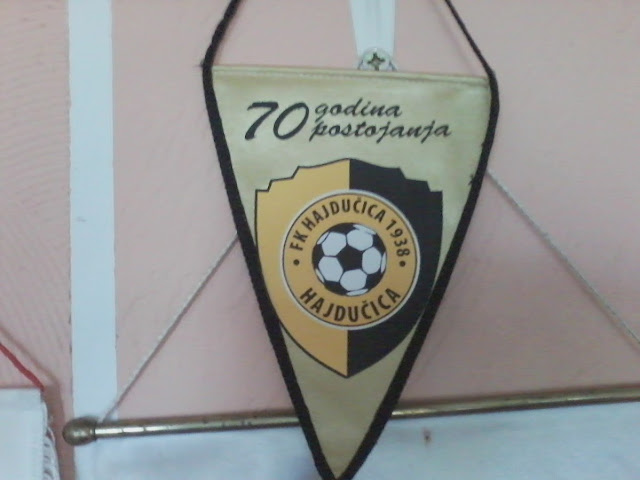 70 godina
postojanja
FK HAJDUČICA 1938
HAJDUČICA